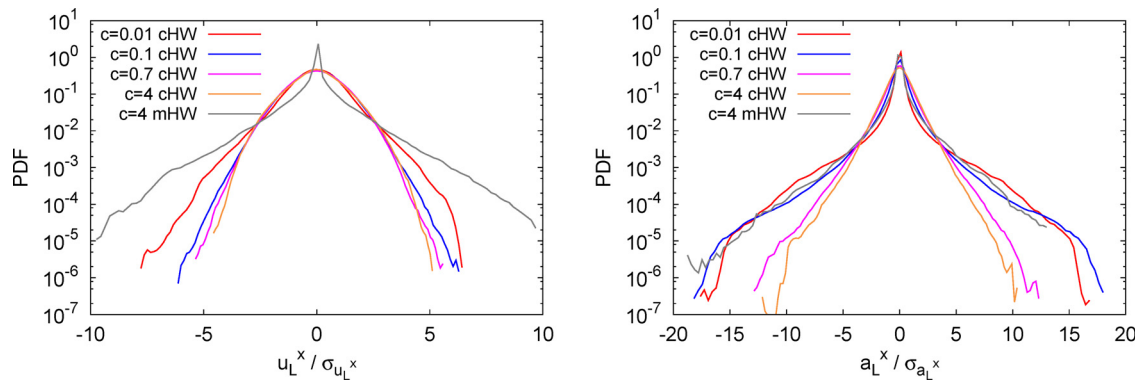 10^1
10^0
10^-1
10^-2
10^-3
10^-4
10^-5
10^-6
10^-7
PDF
c=0.01 cHW
c=0.1 cHW
c=0.7 cHW
c=4 cHW
c=4 mHW
-10 -5 0 5 10
u_L^x / σ_{u_L^x}
10^1
10^0
10^-1
10^-2
10^-3
10^-4
10^-5
10^-6
10^-7
PDF
c=0.01 cHW
c=0.1 cHW
c=0.7 cHW
c=4 cHW
c=4 mHW
-20 -15 -10 -5 0 5 10 15 20
a_L^x / σ_{a_L^x}